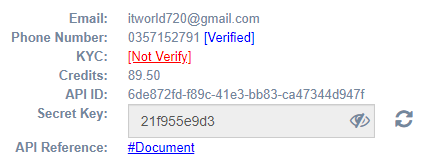 Email: itworld720@gmail.com
Phone Number: 0357152791 [Verified]
KYC: [Not Verify]
Credits: 89.50
API ID: 6de872fd-f89c-41e3-bb83-ca47344d947f
Secret Key: 21f955e9d3
API Reference: #Document